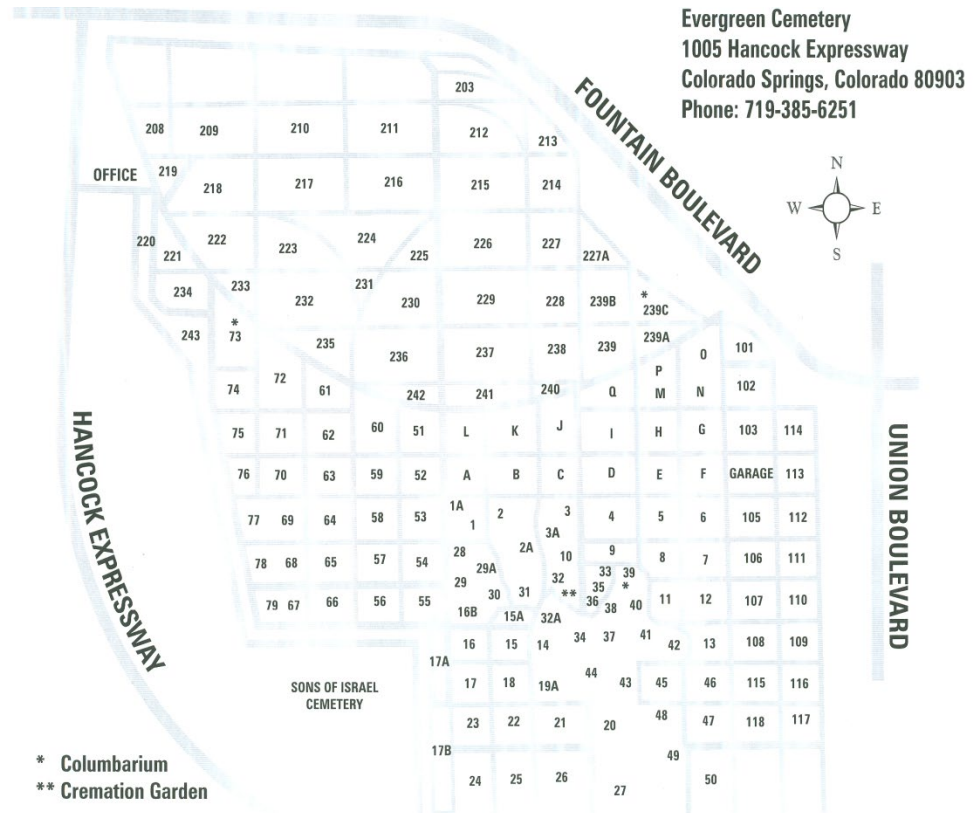 Evergreen Cemetery
1005 Hancock Expressway
Colorado Springs, Colorado 80903
Phone: 719-385-6251
N
W E
S
FOUNTAIN BOULEVARD
HANCOCK EXPRESSWAY
UNION BOULEVARD
203
208 209 210 211 212 213
OFFICE 219 218 217 216 215 214
220 221 222 223 224 225 226 227 227A
234 233 232 231 230 229 228 239B * 239C
243 * 73 235 236 237 238 239 239A
74 72 61 242 241 240 Q P M O N 101 102
75 71 62 60 51 L K J I H G 103 114
76 70 63 59 52 A B C D E F GARAGE 113
77 69 64 58 53 1A 1 2 3 3A 4 5 6 105 112
78 68 65 57 54 28 29A 2A 10 9 8 7 106 111
79 67 66 56 55 29 30 31 32 ** 33 35 36 39 * 38 40 11 12 107 110
16B 15A 32A
16 15 14 34 37 41 42 13 108 109
17A 17 18 19A 44 43 45 46 115 116
SONS OF ISRAEL
CEMETERY
23 22 21 20 48 47 118 117
17B 24 25 26 27 49 50
* Columbarium
** Cremation Garden